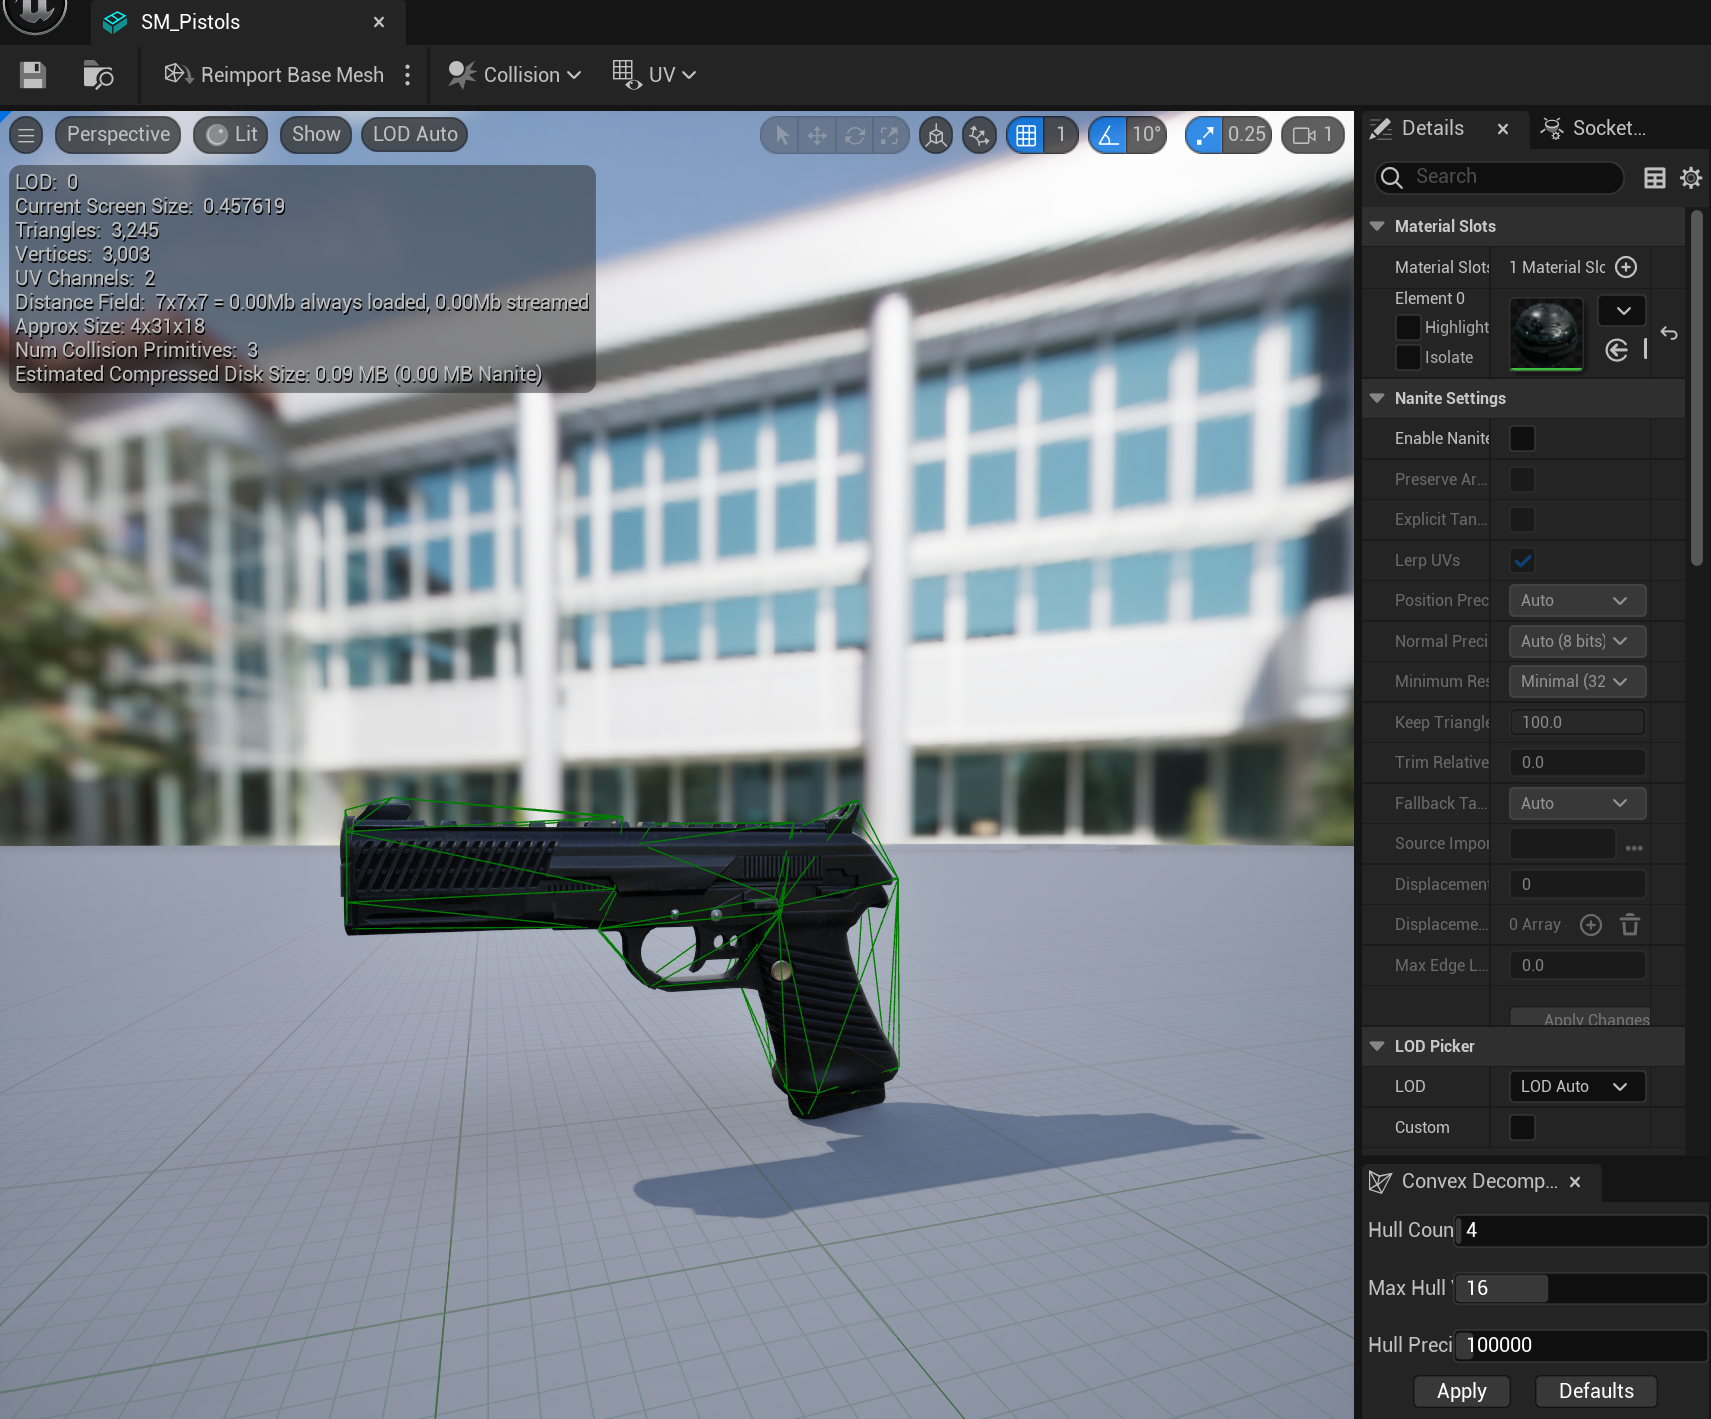 SM_Pistols
Reimport Base Mesh
Collision
UV
Perspective
Lit
Show
LOD Auto
1
10°
0.25
1
LOD: 0
Current Screen Size: 0.457619
Triangles: 3,245
Vertices: 3,003
UV Channels: 2
Distance Field: 7x7x7 = 0.00Mb always loaded, 0.00Mb streamed
Approx Size: 4x31x18
Num Collision Primitives: 3
Estimated Compressed Disk Size: 0.09 MB (0.00 MB Nanite)
Details
Socket...
Search
Material Slots
Material Slots 1 Material Slo
Element 0
Highlight
Isolate
Nanite Settings
Enable Nanite
Preserve Ar...
Explicit Tan...
Lerp UVs
Position Prec Auto
Normal Preci Auto (8 bits)
Minimum Res Minimal (32
Keep Triangle 100.0
Trim Relative 0.0
Fallback Ta... Auto
Source Impor ...
Displacement 0
Displaceme... 0 Array
Max Edge L... 0.0
Apply Changes
LOD Picker
LOD LOD Auto
Custom
Convex Decomp...
Hull Coun 4
Max Hull 16
Hull Preci 100000
Apply
Defaults